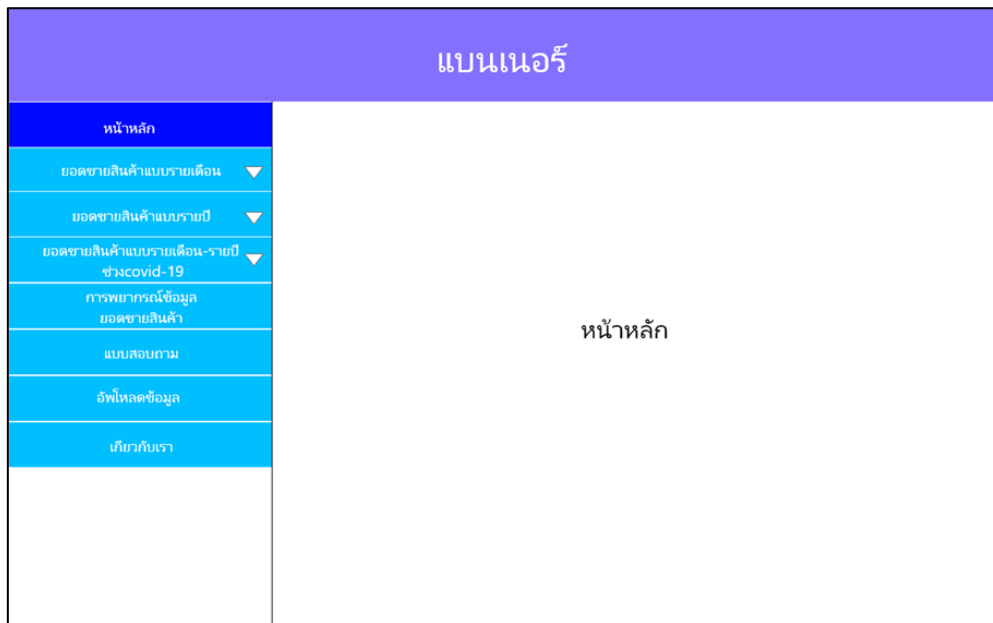 แบนเนอร์
หน้าหลัก
ยอดขายสินค้าแบบรายเดือน
ยอดขายสินค้าแบบรายปี
ยอดขายสินค้าแบบรายเดือน-รายปี
ช่วงcovid-19
การพยากรณ์ข้อมูล
ยอดขายสินค้า
แบบสอบถาม
อัพโหลดข้อมูล
เกียวกับเรา
หน้าหลัก